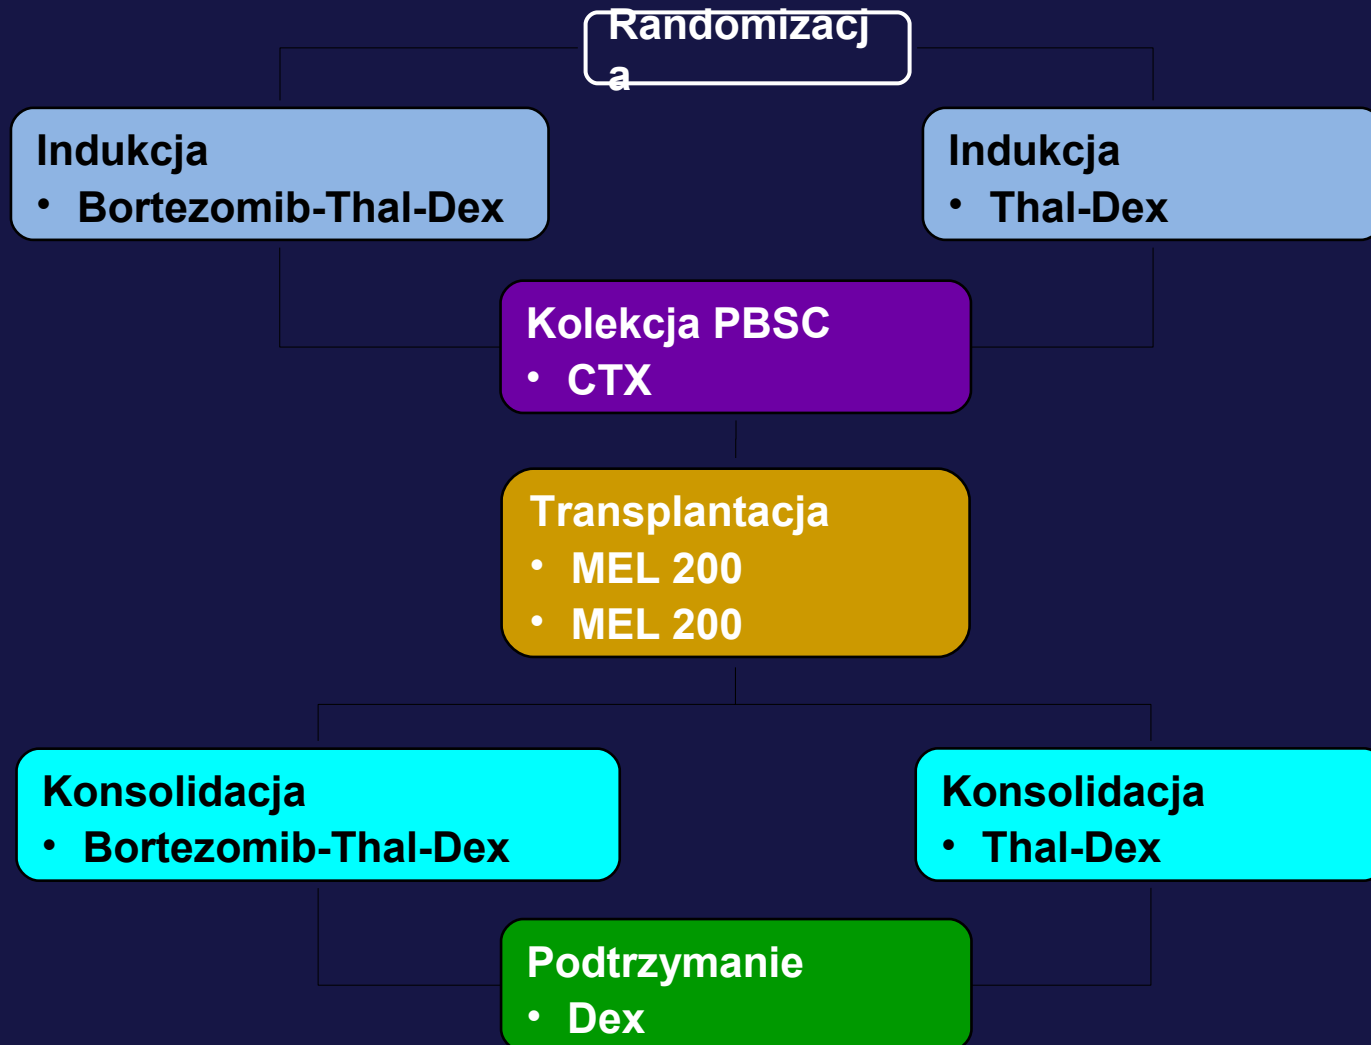 Randomizacj
a
Indukcja
• Bortezomib-Thal-Dex
Indukcja
• Thal-Dex
Kolekcja PBSC
• CTX
Transplantacja
• MEL 200
• MEL 200
Konsolidacja
• Bortezomib-Thal-Dex
Konsolidacja
• Thal-Dex
Podtrzymanie
• Dex